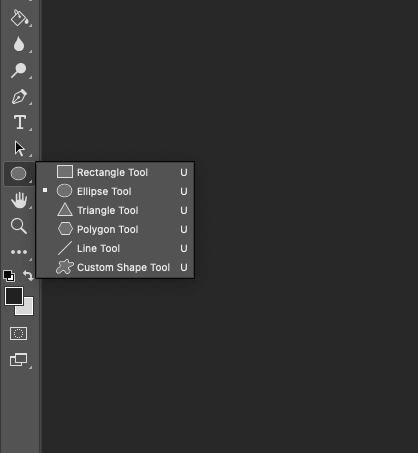 T
Rectangle Tool U
Ellipse Tool U
Triangle Tool U
Polygon Tool U
Line Tool U
Custom Shape Tool U